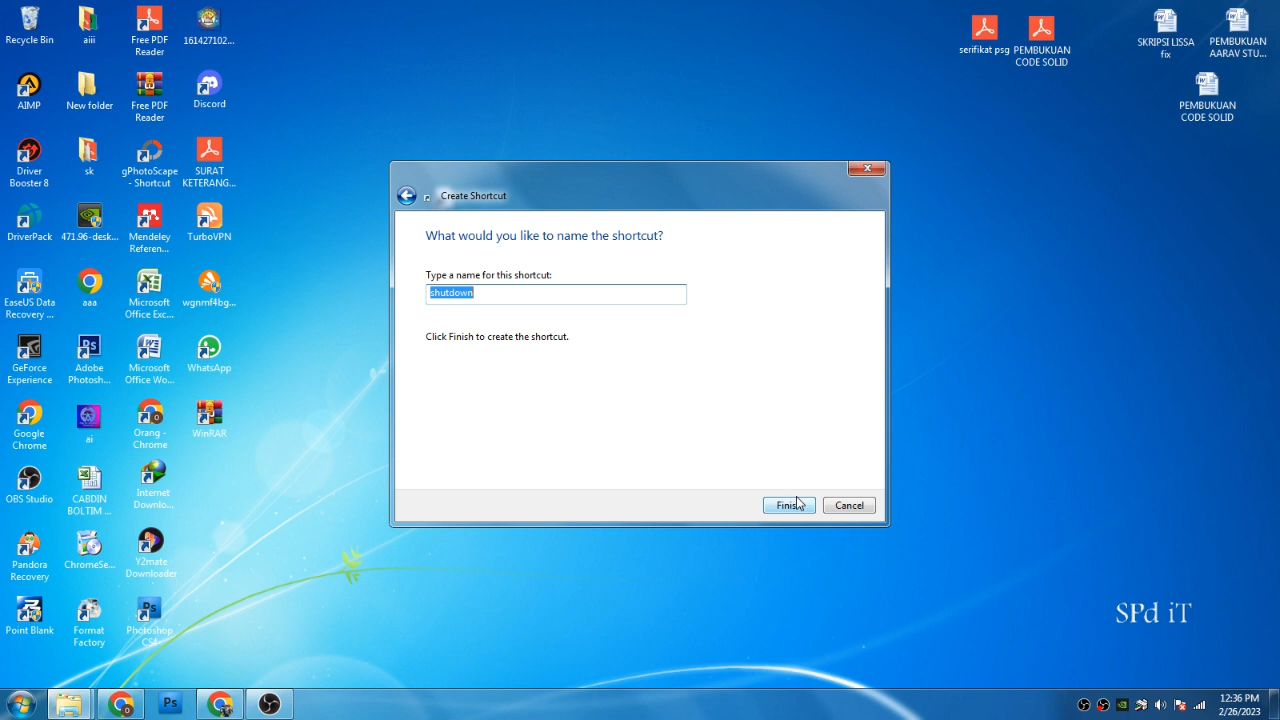 Recycle Bin
aiii
Free PDF
Reader
161427102...
AIMP
New folder
Free PDF
Reader
Discord
Driver
Booster 8
sk
gPhotoScape
- Shortcut
SURAT
KETERANG...
DriverPack
471.96-desk...
Mendeley
Referen...
TurboVPN
EaseUS Data
Recovery ...
aaa
Microsoft
Office Exc...
wgnmf4bg...
GeForce
Experience
Adobe
Photosh...
Microsoft
Office Wo...
WhatsApp
Google
Chrome
ai
Orang -
Chrome
WinRAR
OBS Studio
CABDIN
BOLTIM ...
Internet
Downlo...
Pandora
Recovery
ChromeSe...
Y2mate
Downloader
Point Blank
Format
Factory
Photoshop
CS4
serifikat psg
PEMBUKUAN
CODE SOLID
SKRIPSI LISSA
fix
PEMBUKUAN
AARAV STU...
PEMBUKUAN
CODE SOLID
Create Shortcut
What would you like to name the shortcut?
Type a name for this shortcut:
shutdown
Click Finish to create the shortcut.
Finish
Cancel
SPd iT
12:36 PM
2/26/2023